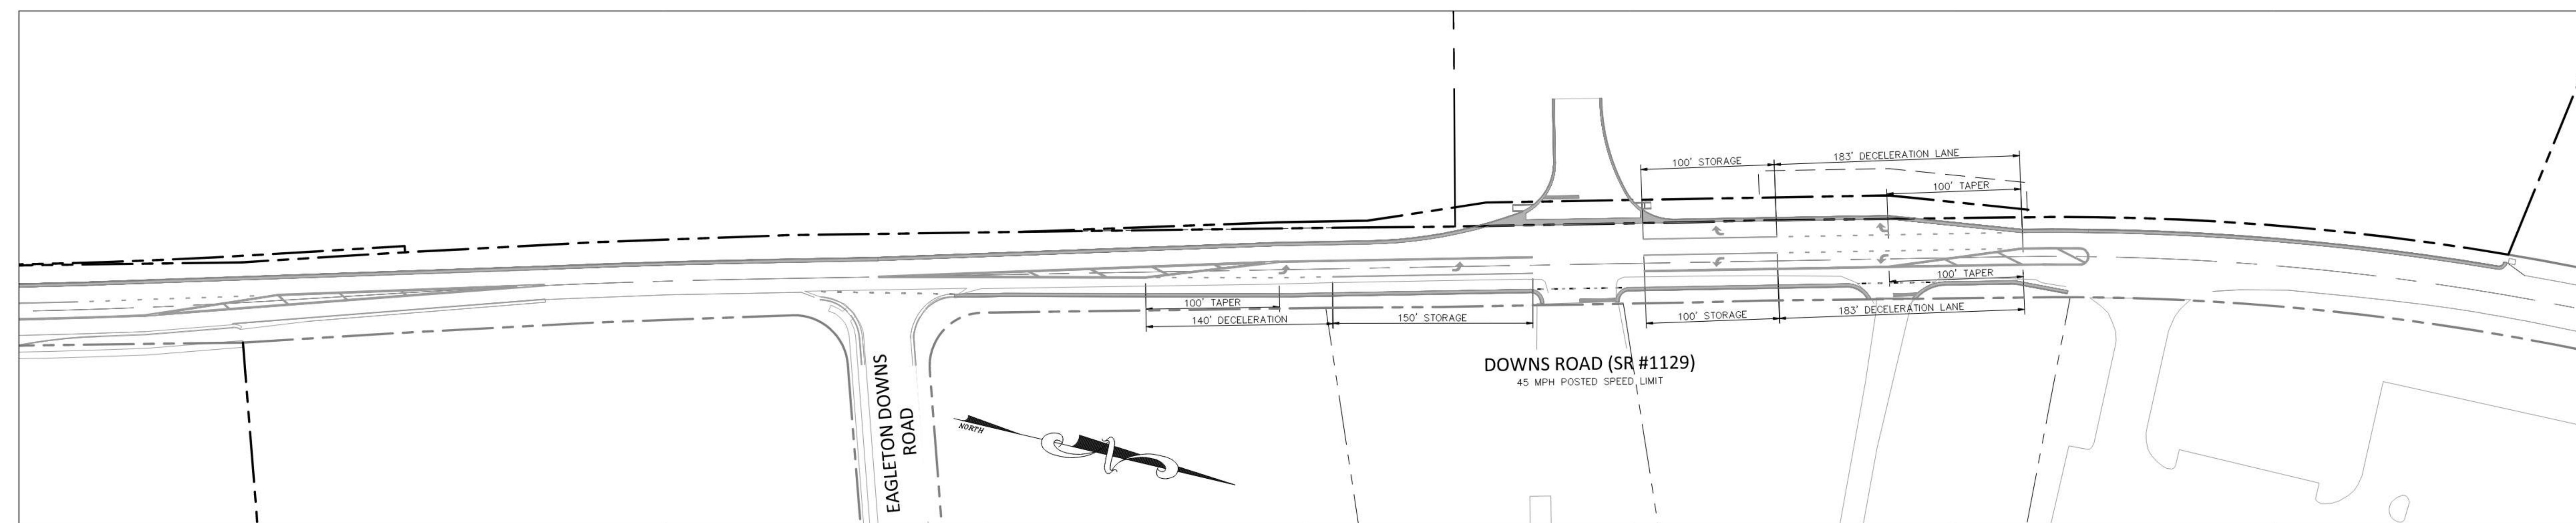 100' STORAGE
183' DECELERATION LANE
100' TAPER
100' TAPER
140' DECELERATION
150' STORAGE
100' TAPER
100' STORAGE
183' DECELERATION LANE
DOWNS ROAD (SR #1129)
45 MPH POSTED SPEED LIMIT
EAGLETON DOWNS
ROAD
NORTH